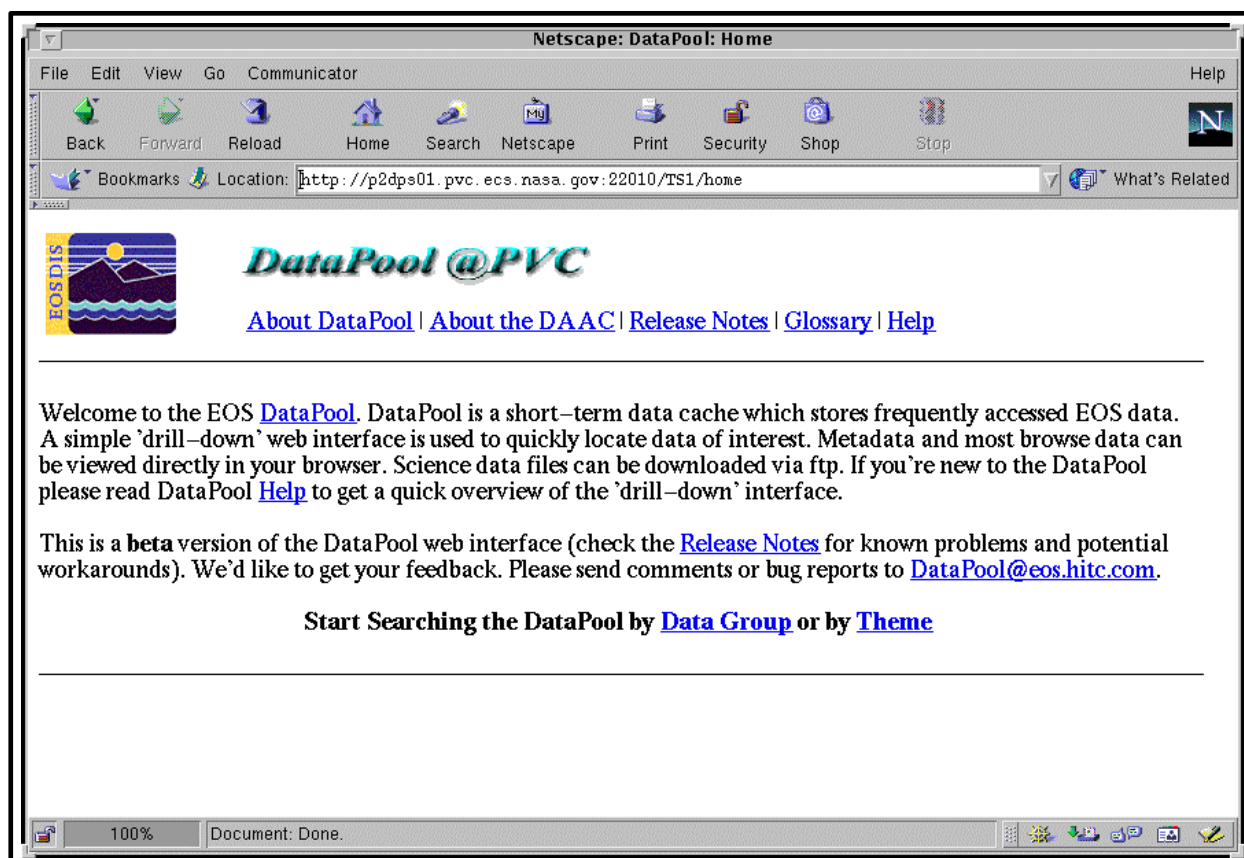 Netscape: DataPool: Home
File Edit View Go Communicator Help
Back Forward Reload Home Search My Netscape Print Security Shop Stop N
Bookmarks Location: http://p2dps01.pvc.ecs.nasa.gov:22010/TS1/home What's Related
EOSDIS
DataPool @PVC
About DataPool | About the DAAC | Release Notes | Glossary | Help
Welcome to the EOS DataPool. DataPool is a short–term data cache which stores frequently accessed EOS data.
A simple 'drill–down' web interface is used to quickly locate data of interest. Metadata and most browse data can
be viewed directly in your browser. Science data files can be downloaded via ftp. If you're new to the DataPool
please read DataPool Help to get a quick overview of the 'drill–down' interface.
This is a beta version of the DataPool web interface (check the Release Notes for known problems and potential
workarounds). We'd like to get your feedback. Please send comments or bug reports to DataPool@eos.hitc.com.
Start Searching the DataPool by Data Group or by Theme
100% Document: Done.